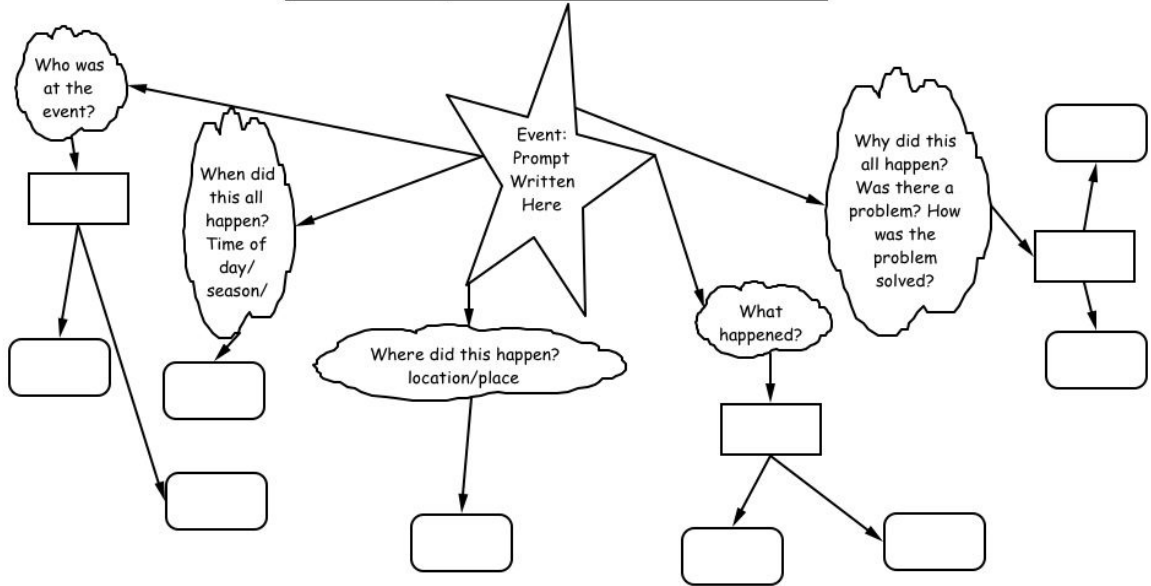 Who was
at the
event?
When did
this all
happen?
Time of
day/
season/
Event:
Prompt
Written
Here
Where did this happen?
location/place
What
happened?
Why did this
all happen?
Was there a
problem? How
was the
problem
solved?